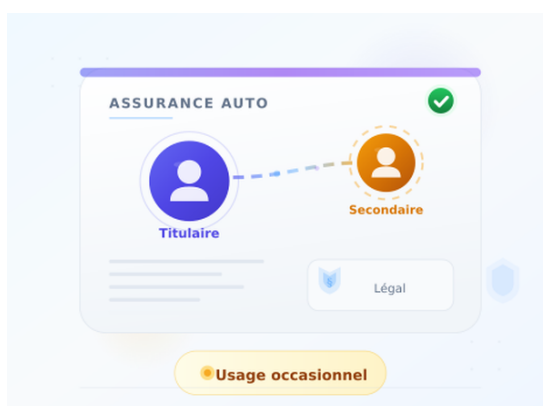 ASSURANCE AUTO
Secondaire
Titulaire
Légal
Usage occasionnel